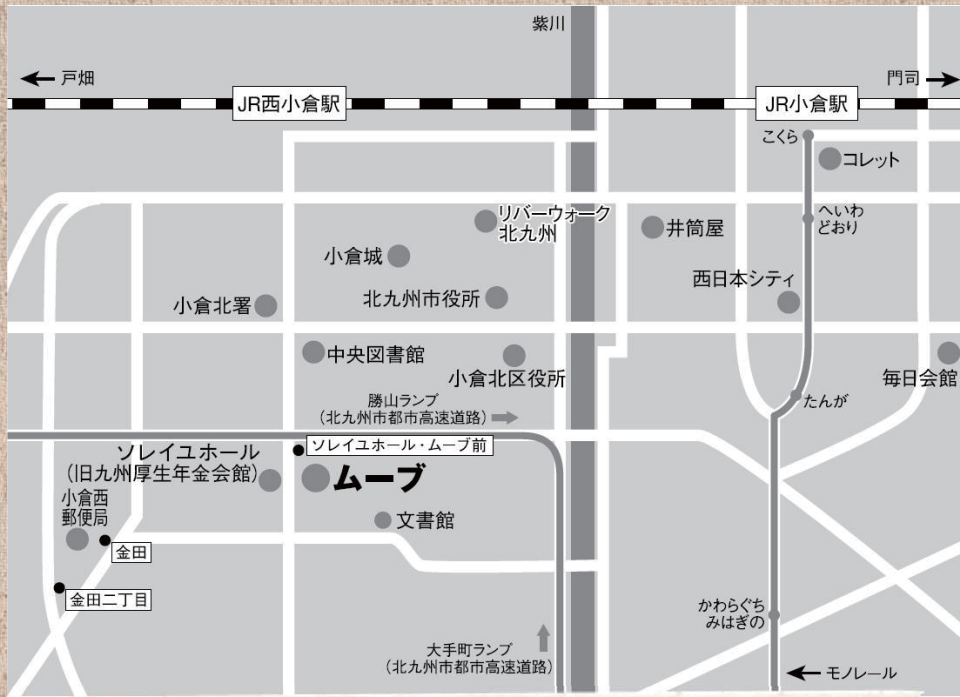 紫川
戸畑
門司
JR西小倉駅
JR小倉駅
こくら
コレット
リバーウォーク
北九州
井筒屋
へいわ
どおり
小倉城
西日本シティ
小倉北署
北九州市役所
中央図書館
小倉北区役所
毎日会館
勝山ランプ
(北九州市都市高速道路)
たんが
ソレイユホール
(旧九州厚生年金会館)
ソレイユホール・ムーブ前
ムーブ
小倉西
郵便局
文書館
金田
金田二丁目
かわらぐち
みはぎの
大手町ランプ
(北九州市都市高速道路)
モノレール